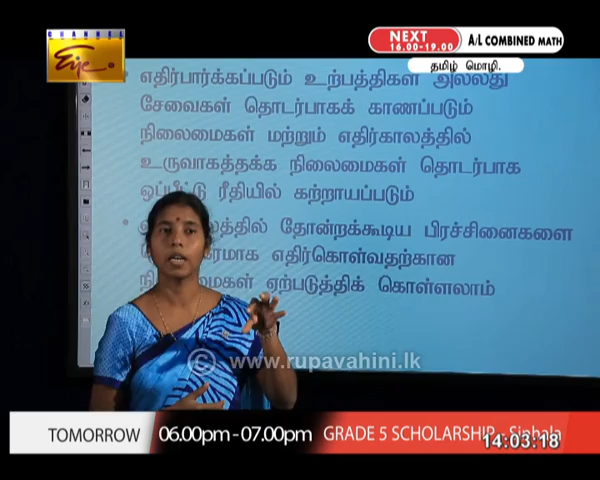 CHANNEL
Eye
NEXT
16.00-19.00
A/L COMBINED MATH
தமிழ் மொழி.
எதிர்பார்க்கப்படும் உற்பத்திகள் அல்லது
சேவைகள் தொடர்பாகக் காணப்படும்
நிலைமைகள் மற்றும் எதிர்காலத்தில்
உருவாகத்தக்க நிலைமைகள் தொடர்பாக
ஒப்பீட்டு ரீதியில் கற்றாயப்படும்
தோன்றக்கூடிய பிரச்சினைகளை
எதிர்கொள்வதற்கான
ஏற்படுத்திக் கொள்ளலாம்
© www.rupavahini.lk
TOMORROW 06.00pm - 07.00pm GRADE 5 SCHOLARSHIP - Sinhala
14:03:18